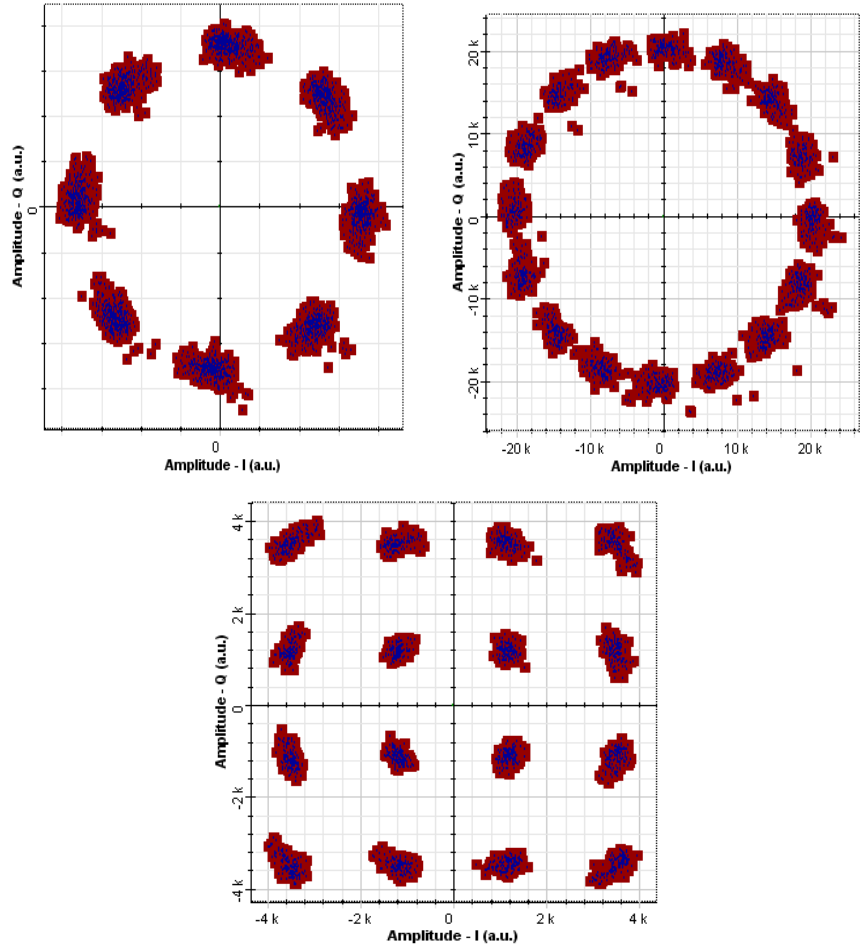 Amplitude - Q (a.u.)
0
0
Amplitude - I (a.u.)
Amplitude - Q (a.u.)
20 k
10 k
0
-10 k
-20 k
-20 k -10 k 0 10 k 20 k
Amplitude - I (a.u.)
Amplitude - Q (a.u.)
4 k
2 k
0
-2 k
-4 k
-4 k -2 k 0 2 k 4 k
Amplitude - I (a.u.)